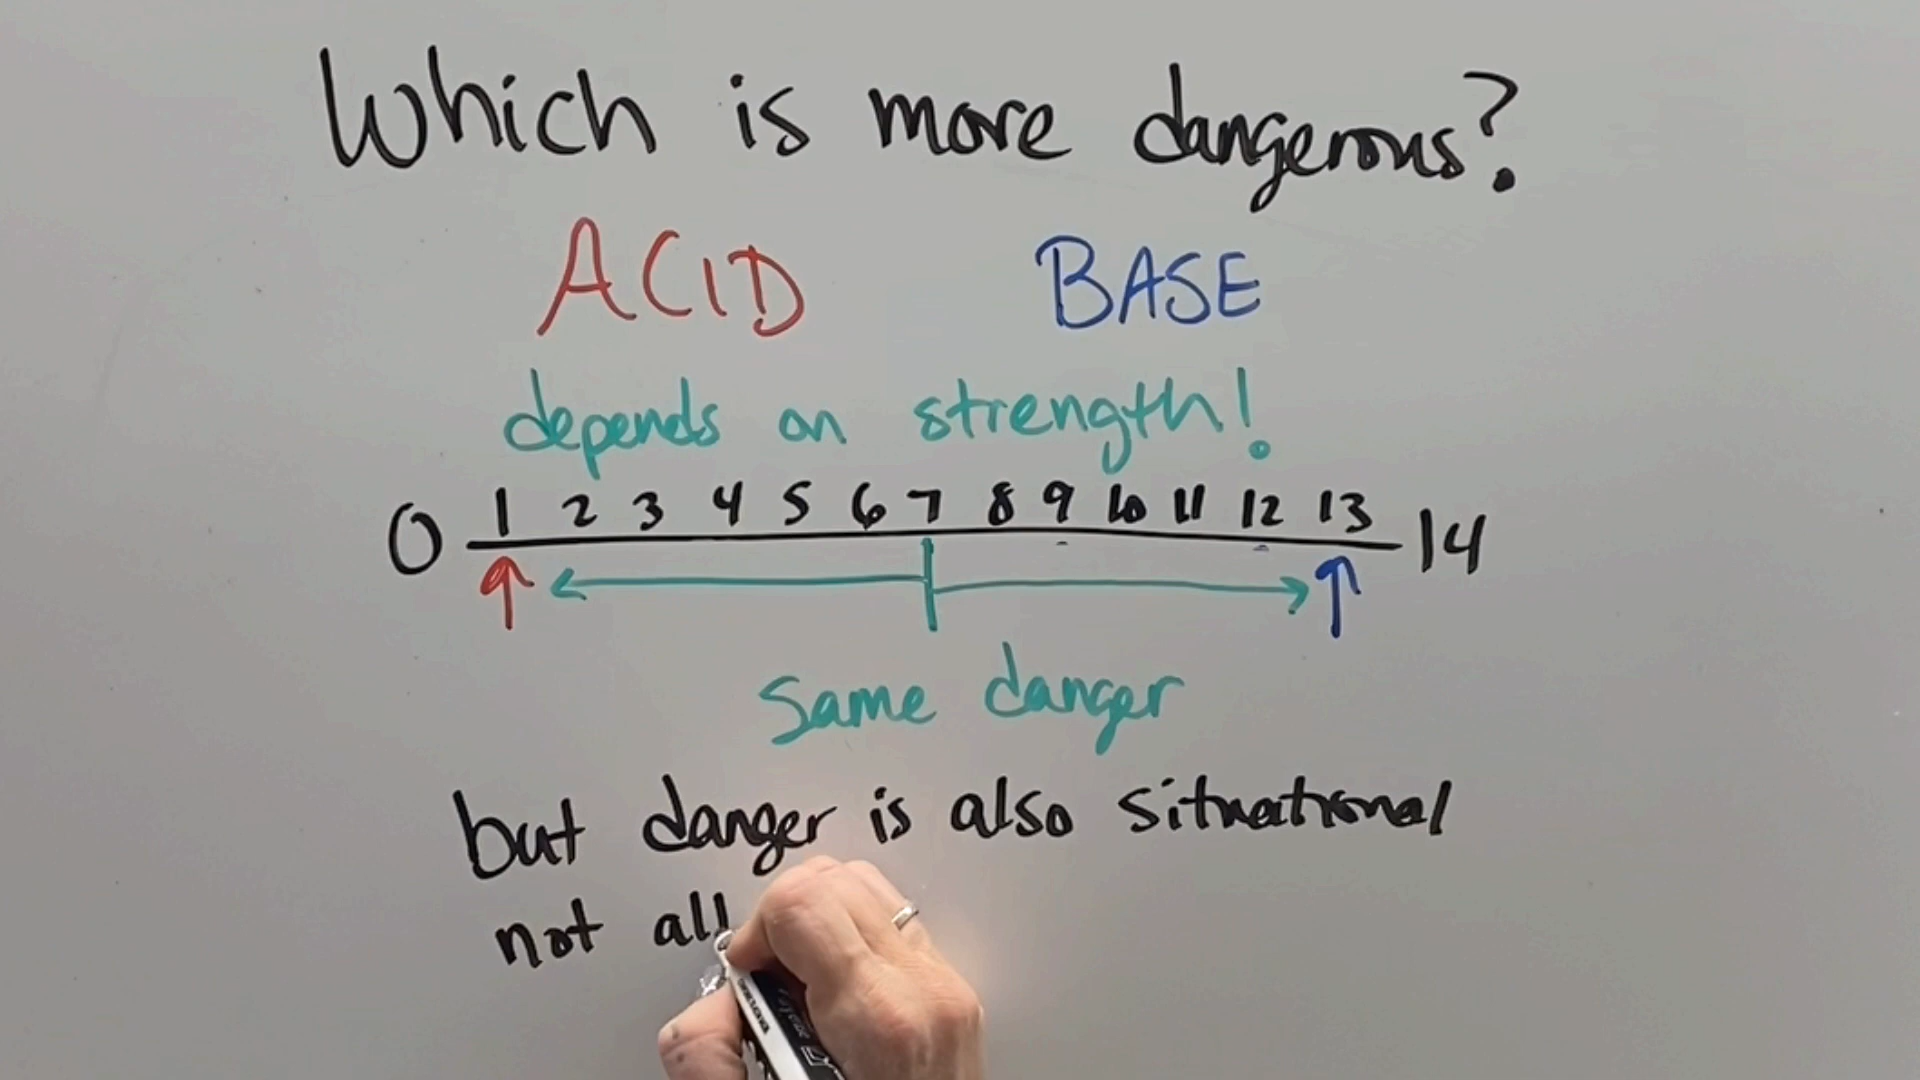 Which is more dangerous?
ACID BASE
depends on strength!
0 1 2 3 4 5 6 7 8 9 10 11 12 13 14
Same danger
but danger is also situational
not all